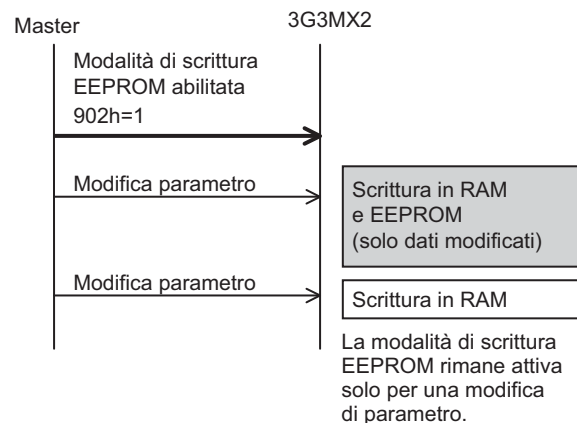 Master
3G3MX2
Modalità di scrittura
EEPROM abilitata
902h=1
Modifica parametro
Scrittura in RAM
e EEPROM
(solo dati modificati)
Modifica parametro
Scrittura in RAM
La modalità di scrittura
EEPROM rimane attiva
solo per una modifica
di parametro.